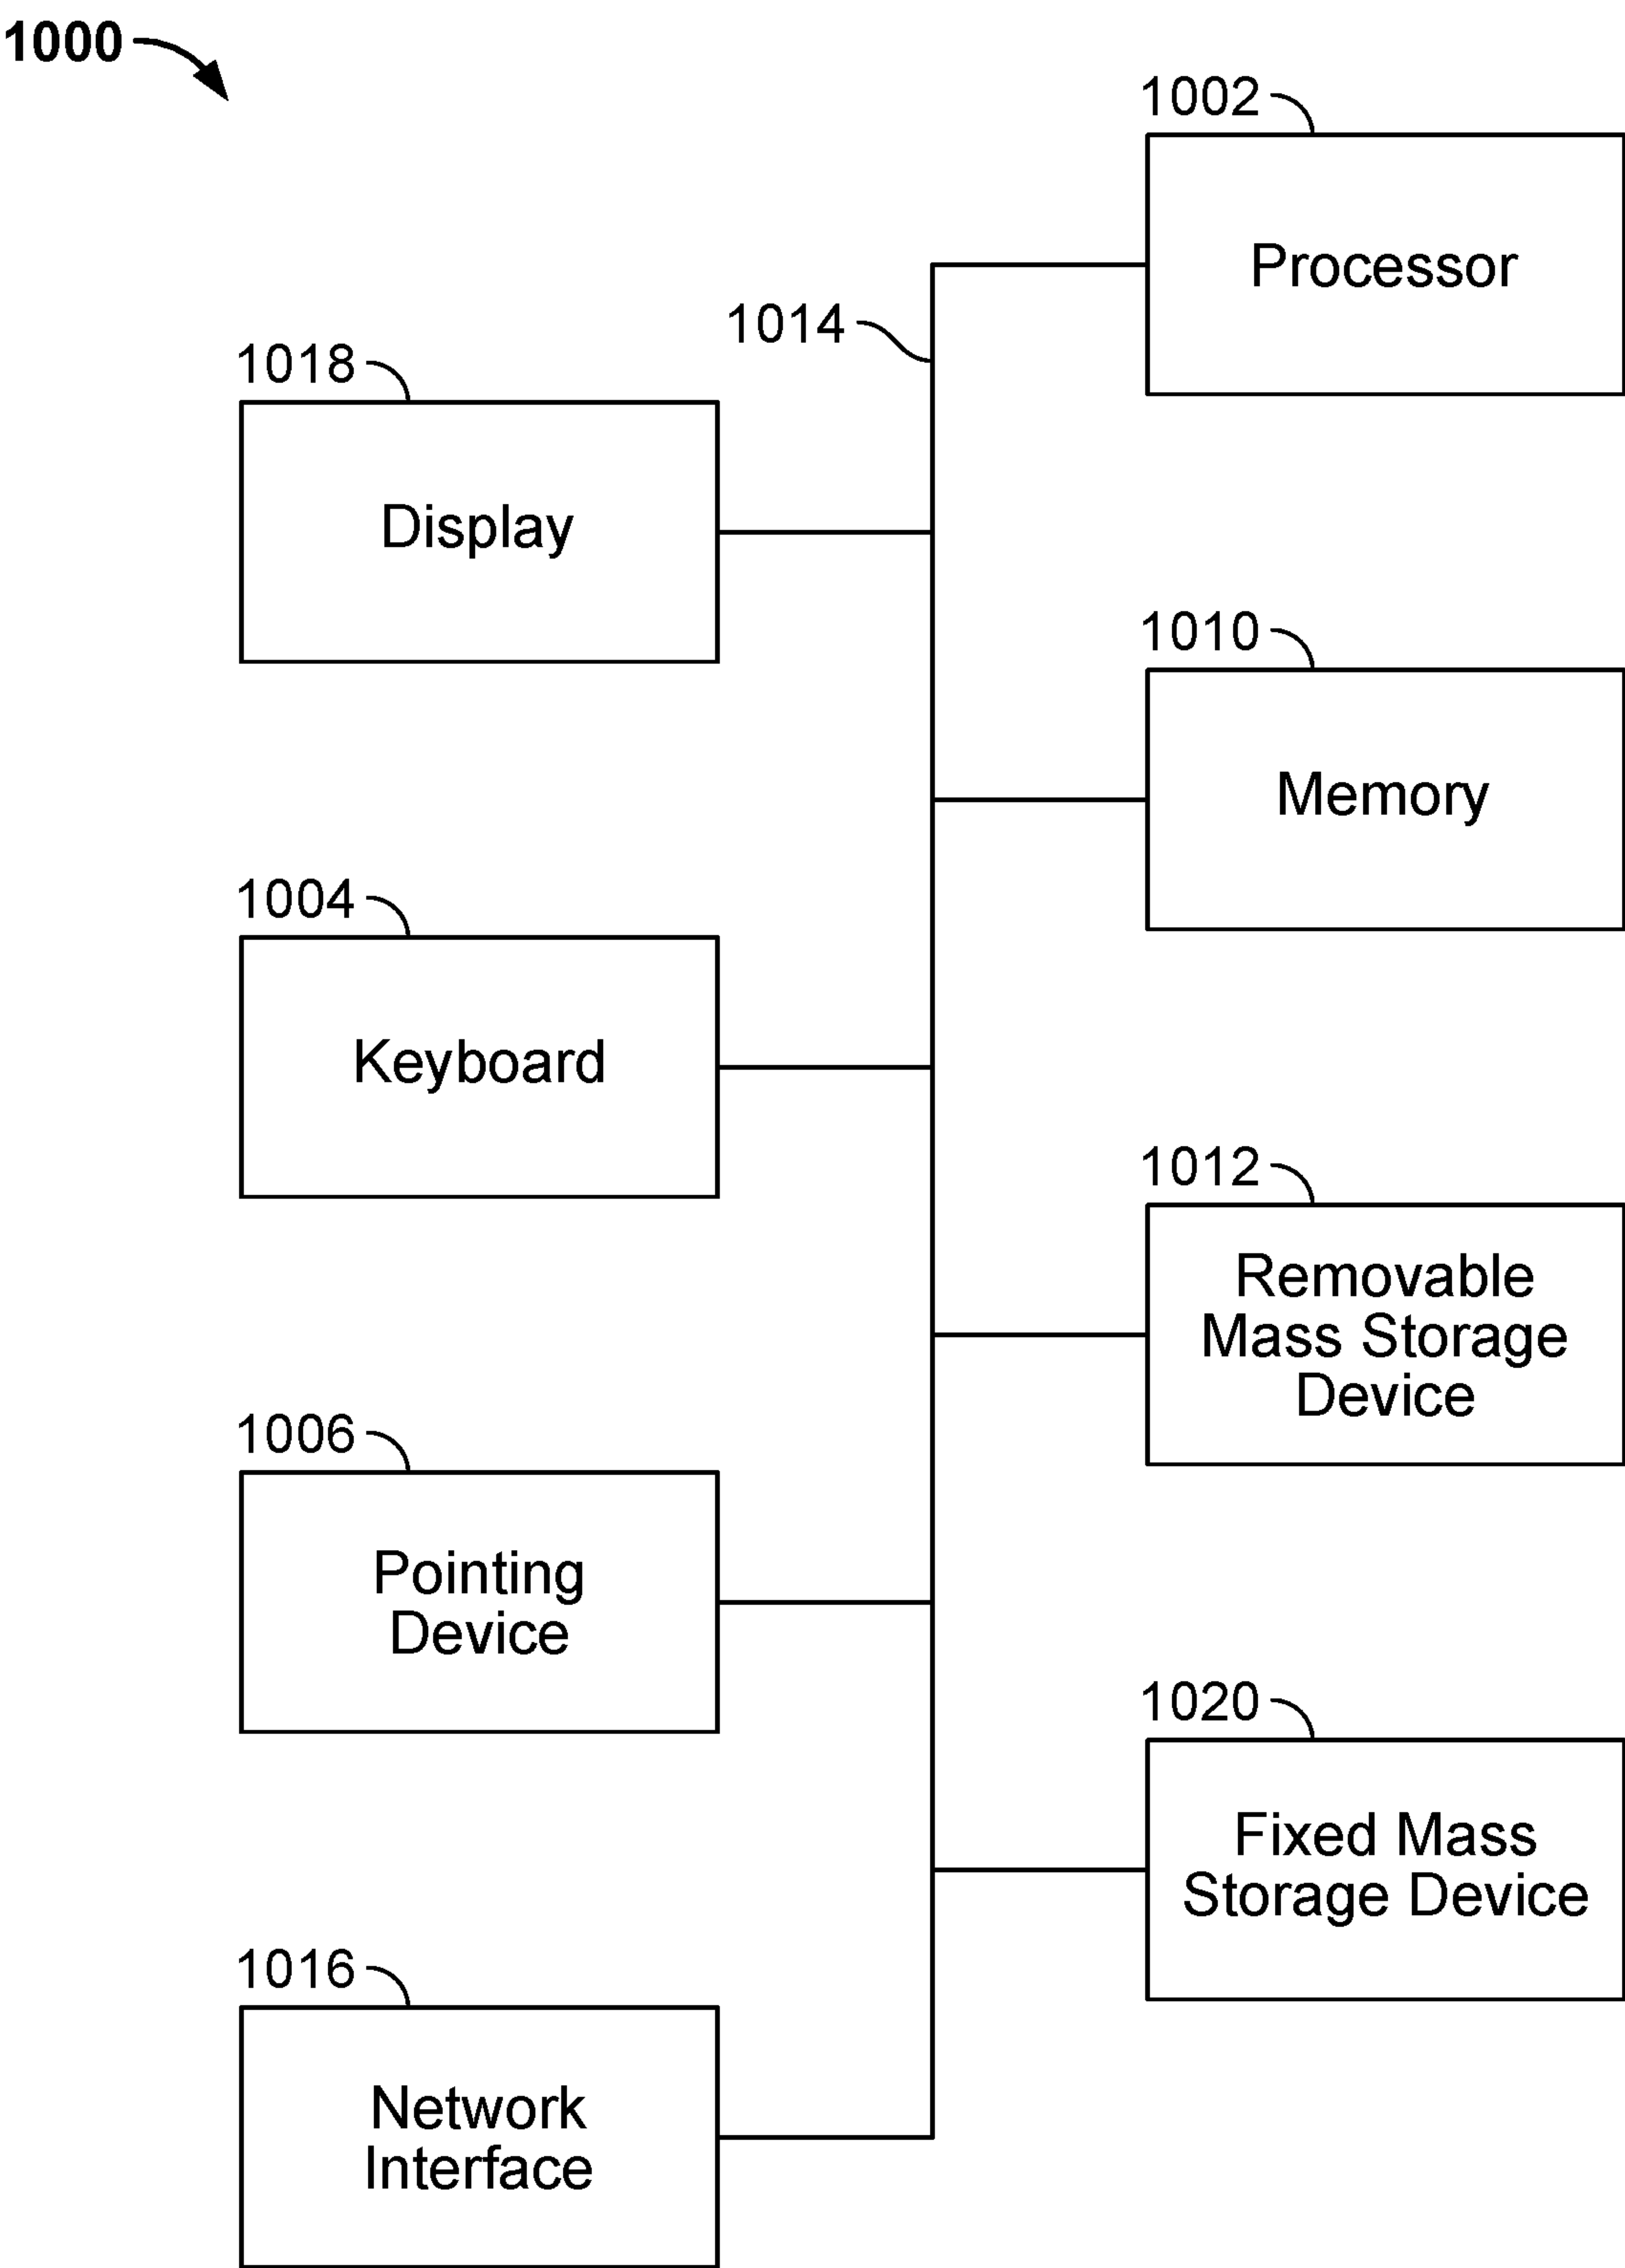 1000
1002
Processor
1014
1018
Display
1010
Memory
1004
Keyboard
1012
Removable
Mass Storage
Device
1006
Pointing
Device
1020
Fixed Mass
Storage Device
1016
Network
Interface